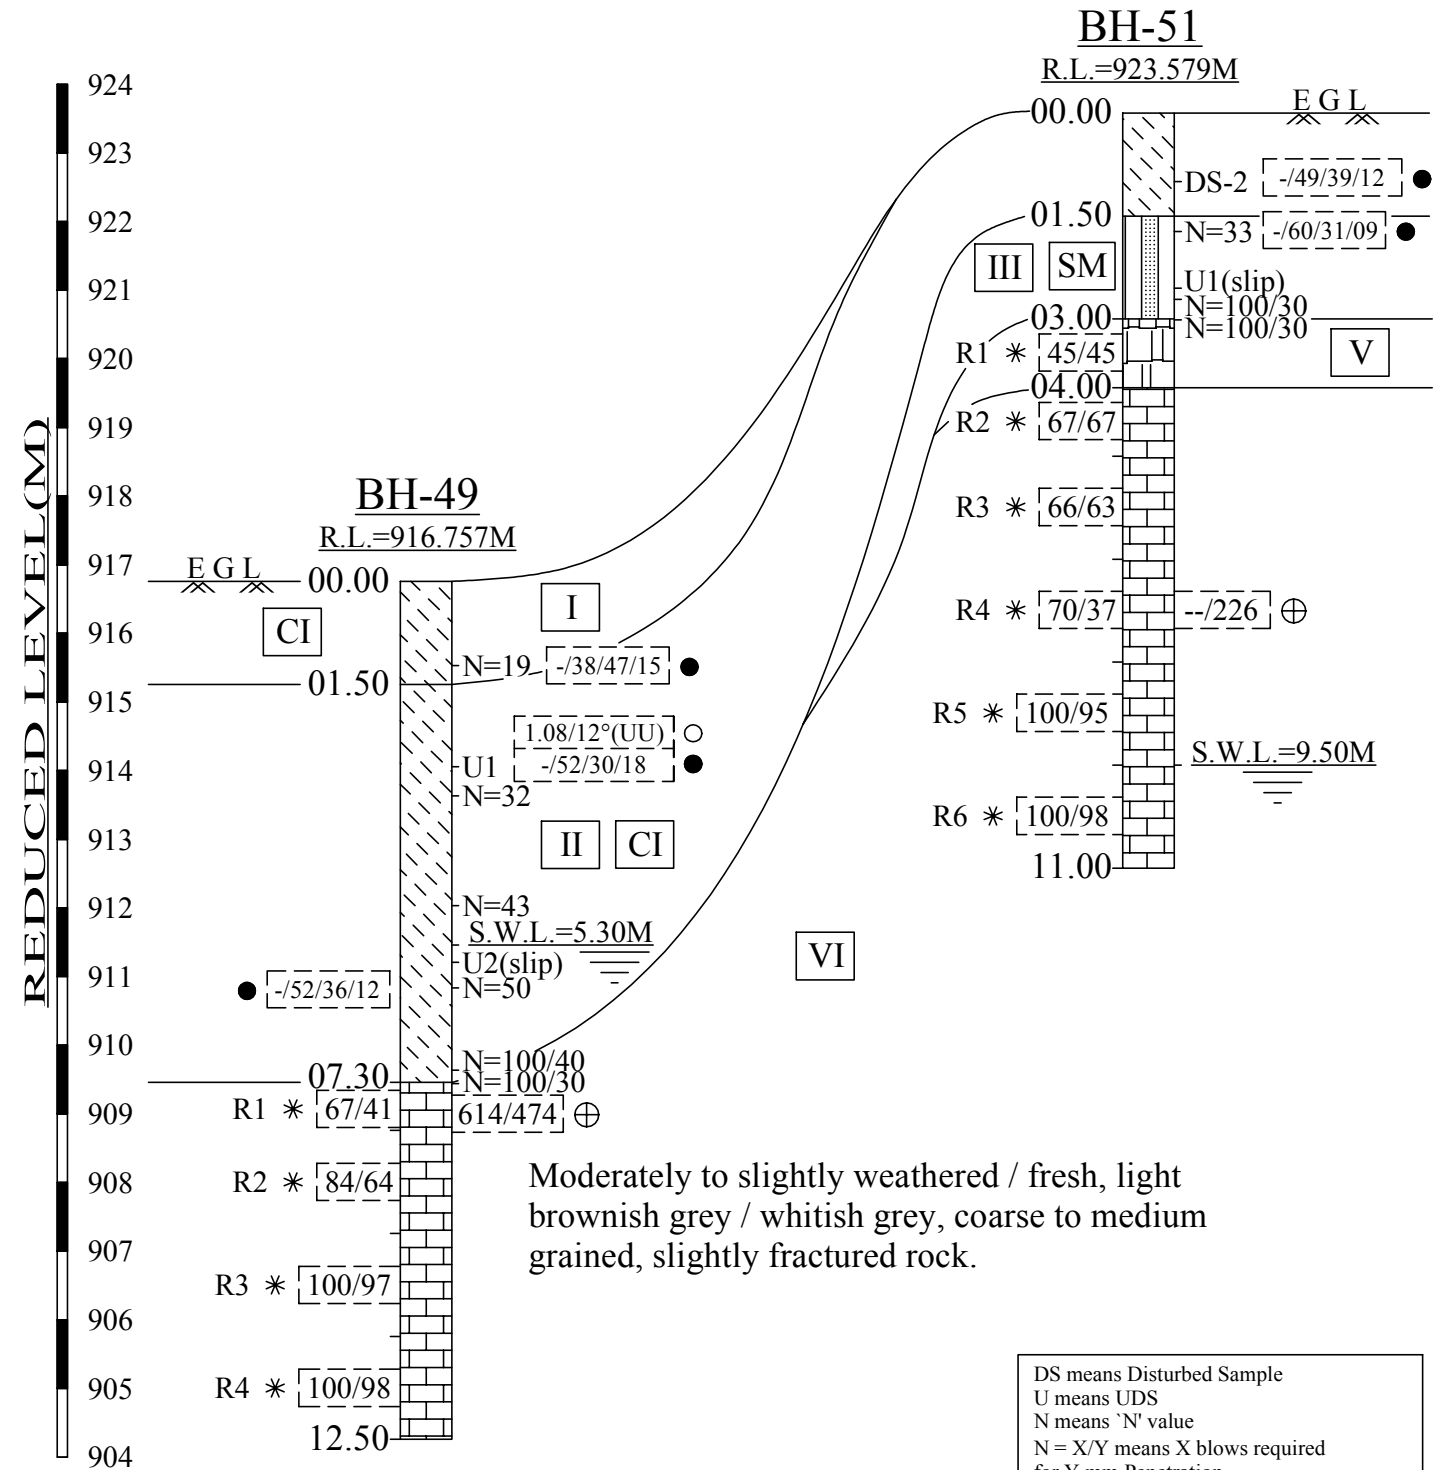 BH-51
R.L.=923.579M
924
923
922
921
920
919
918
917
916
915
914
913
912
911
910
909
908
907
906
905
904
REDUCED LEVEL(M)
00.00
E G L
DS-2 -/49/39/12
01.50
N=33 -/60/31/09
III SM
U1(slip)
N=100/30
03.00
N=100/30
R1 * 45/45
V
04.00
R2 * 67/67
R3 * 66/63
R4 * 70/37 --/226
R5 * 100/95
S.W.L.=9.50M
R6 * 100/98
11.00
BH-49
R.L.=916.757M
E G L
00.00
CI
I
N=19 -/38/47/15
01.50
1.08/12°(UU)
U1 -/52/30/18
N=32
II CI
N=43
S.W.L.=5.30M
U2(slip)
-/52/36/12 N=50
VI
N=100/40
07.30
N=100/30
R1 * 67/41 614/474
R2 * 84/64
R3 * 100/97
R4 * 100/98
12.50
Moderately to slightly weathered / fresh, light
brownish grey / whitish grey, coarse to medium
grained, slightly fractured rock.
DS means Disturbed Sample
U means UDS
N means `N' value
N = X/Y means X blows required
for Y mm Penetration